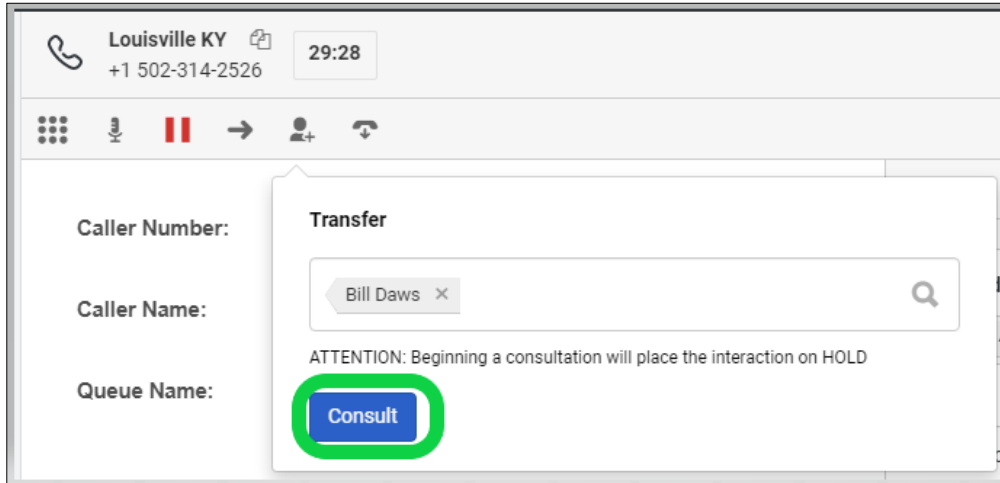 Louisville KY
+1 502-314-2526
29:28
Caller Number:
Caller Name:
Queue Name:
Transfer
Bill Daws ×
ATTENTION: Beginning a consultation will place the interaction on HOLD
Consult